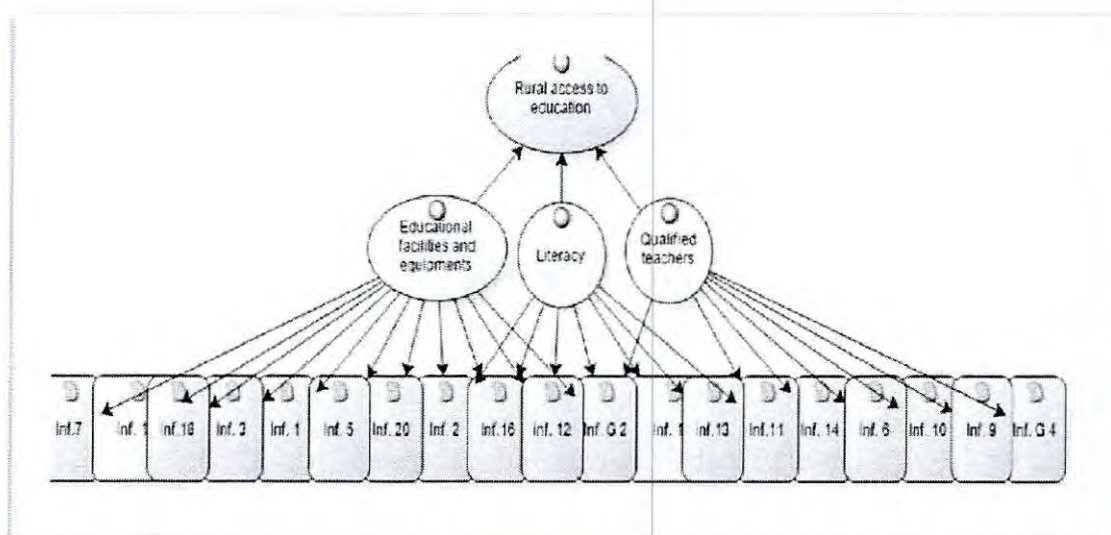 Rural access to
education
Educational
facilities and
equipments
Literacy
Qualified
teachers
Inf.7
Inf. 1
Inf.18
Inf. 3
Inf. 1
Inf. 5
Inf. 20
Inf. 2
Inf.16
Inf. 12
Inf. G 2
Inf. 1
Inf.13
Inf.11
Inf. 14
Inf. 6
Inf. 10
Inf. 9
Inf. G 4